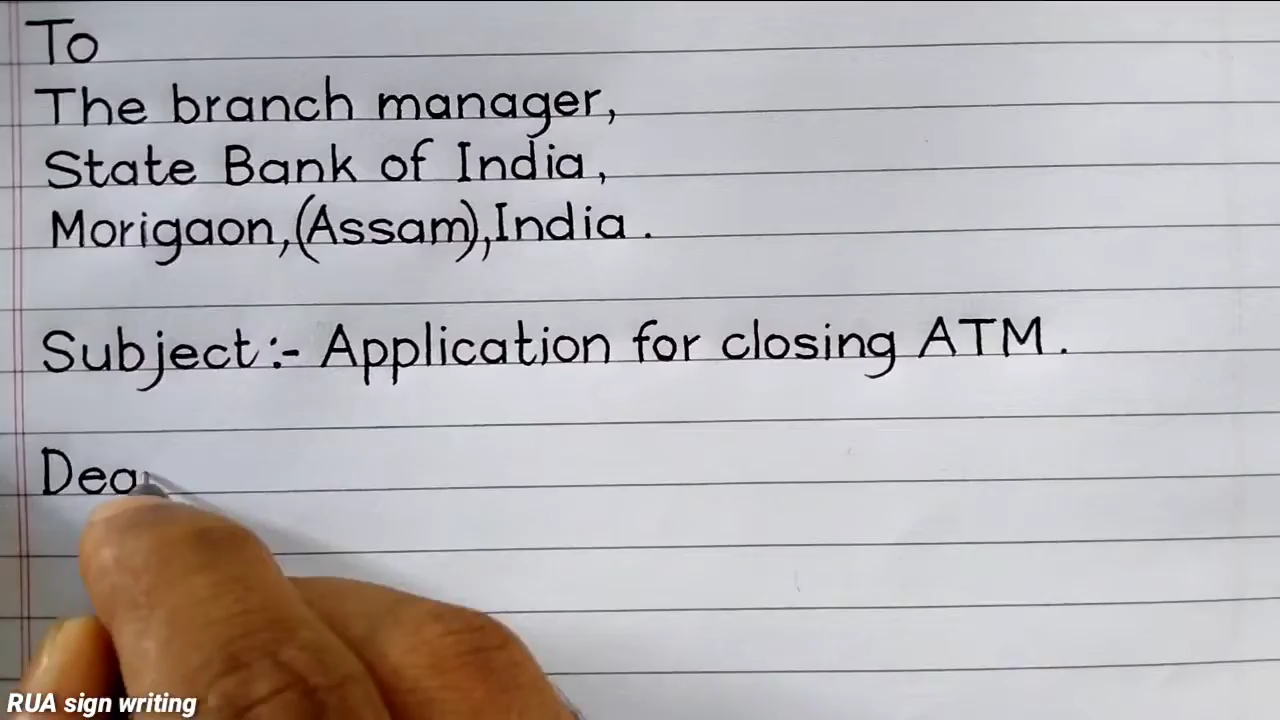 To
The branch manager,
State Bank of India,
Morigaon,(Assam),India.
Subject:- Application for closing ATM.
Dea
RUA sign writing